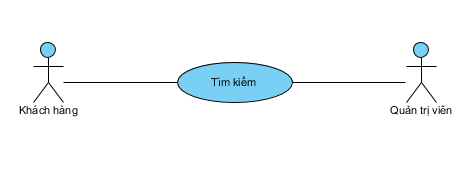 Tìm kiếm
Khách hàng
Quản trị viên